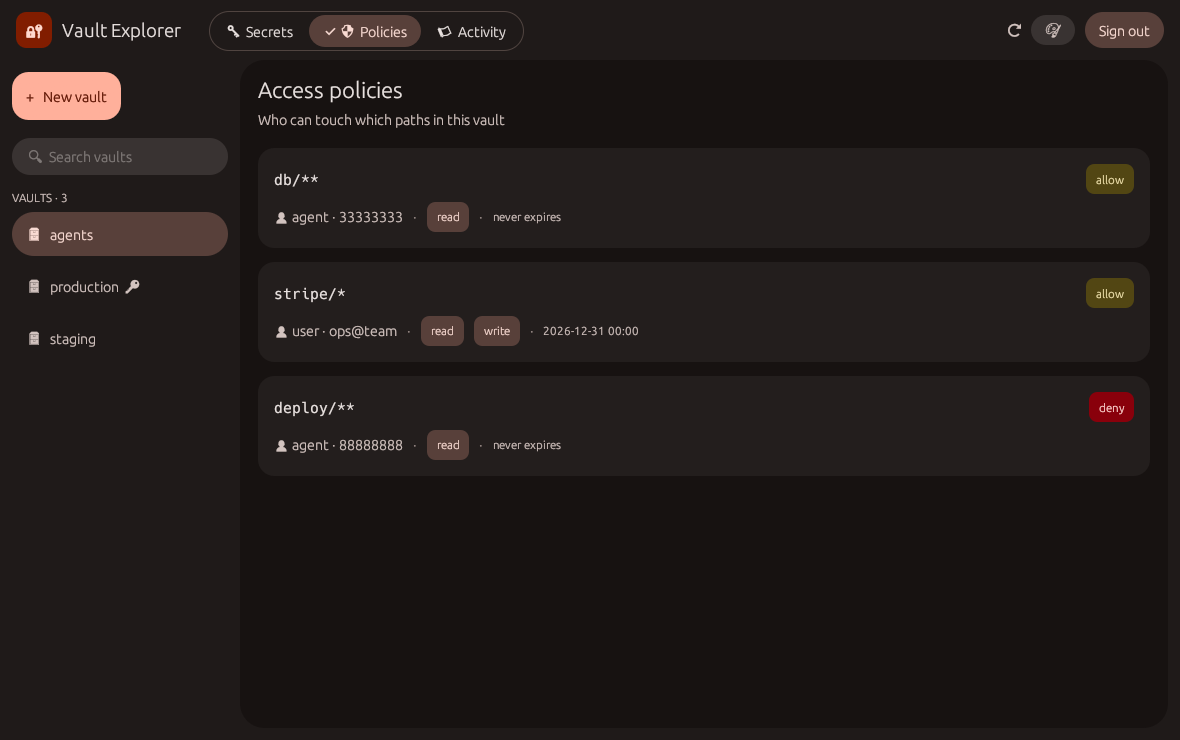 Vault Explorer
Secrets
Policies
Activity
Sign out
+ New vault
Search vaults
VAULTS · 3
agents
production
staging
Access policies
Who can touch which paths in this vault
db/**
allow
agent · 33333333 · read · never expires
stripe/*
allow
user · ops@team · read write · 2026-12-31 00:00
deploy/**
deny
agent · 88888888 · read · never expires